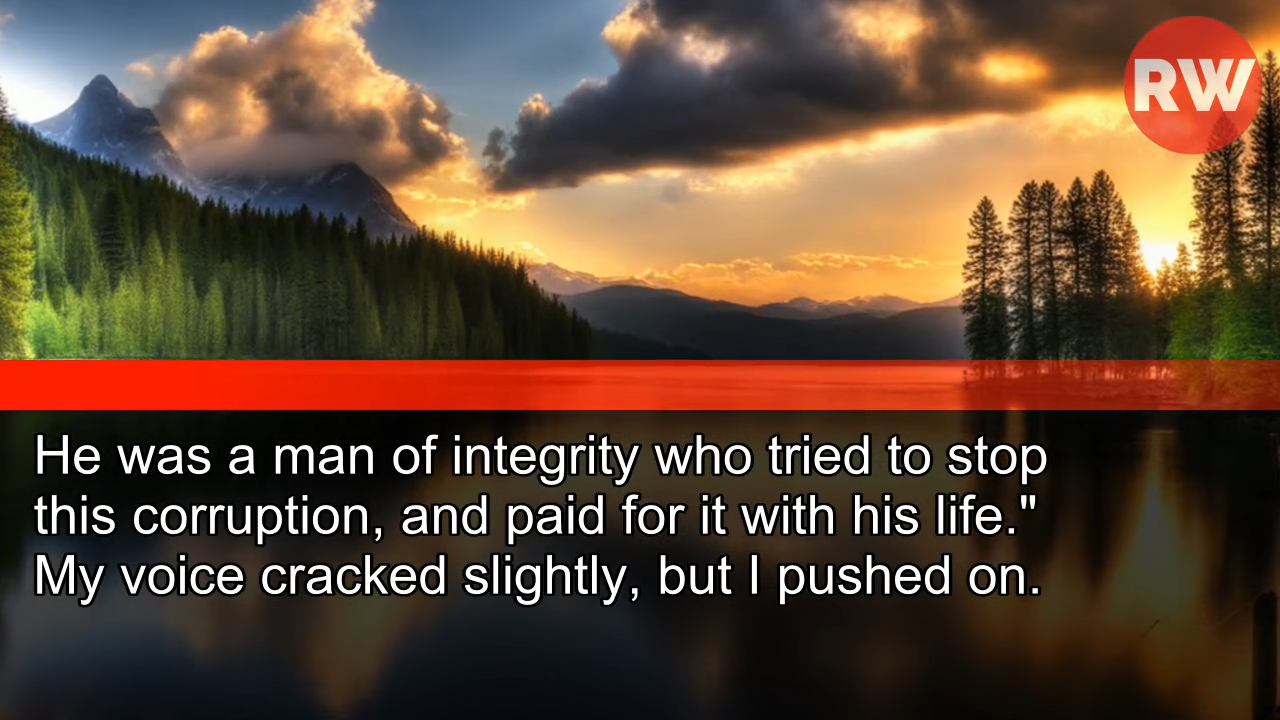 RW
He was a man of integrity who tried to stop
this corruption, and paid for it with his life."
My voice cracked slightly, but I pushed on.